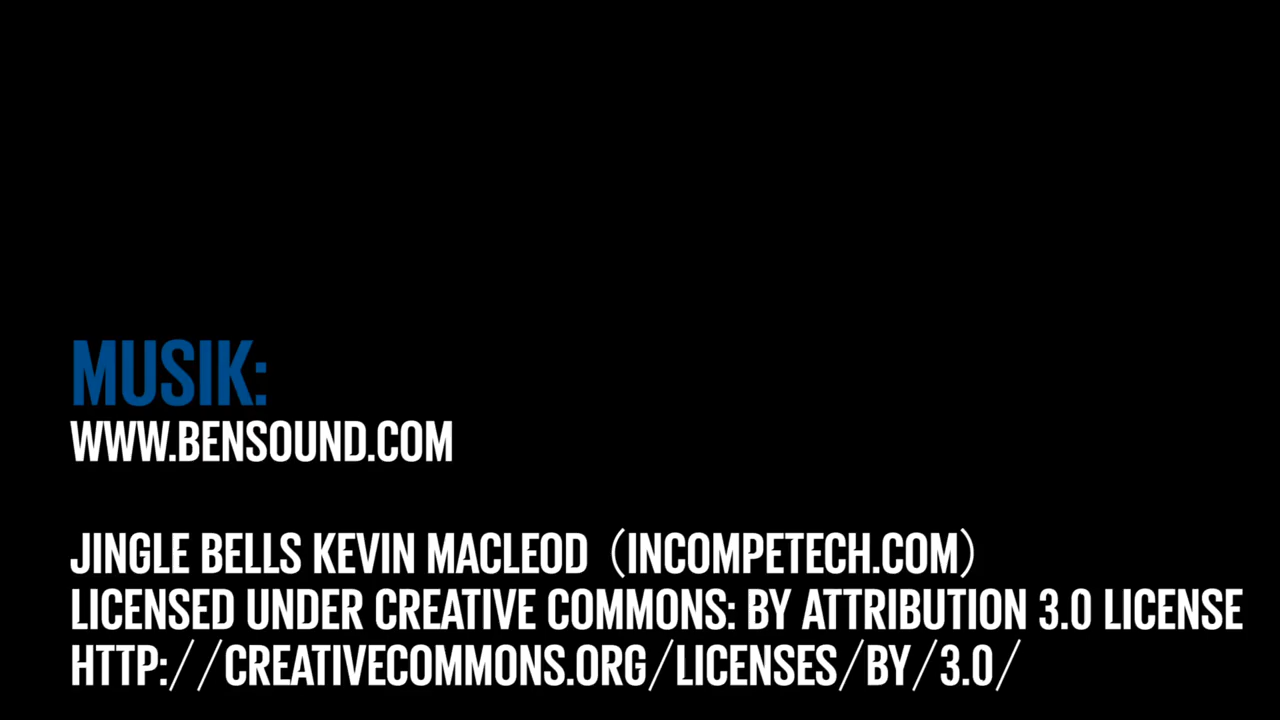 MUSIK:
WWW.BENSOUND.COM
JINGLE BELLS KEVIN MACLEOD (INCOMPETECH.COM)
LICENSED UNDER CREATIVE COMMONS: BY ATTRIBUTION 3.0 LICENSE
HTTP://CREATIVECOMMONS.ORG/LICENSES/BY/3.0/